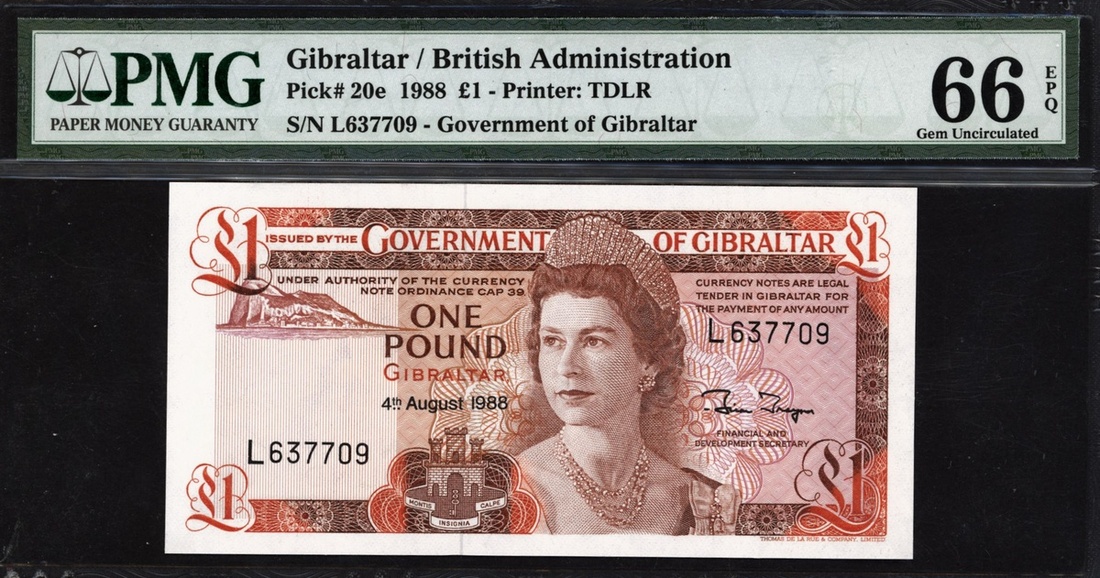 PMG
PAPER MONEY GUARANTY
Gibraltar / British Administration
Pick# 20e 1988 £1 - Printer: TDLR
S/N L637709 - Government of Gibraltar
66
EPQ
Gem Uncirculated
£1
ISSUED BY THE GOVERNMENT OF GIBRALTAR
£1
UNDER AUTHORITY OF THE CURRENCY
NOTE ORDINANCE CAP 39
CURRENCY NOTES ARE LEGAL
TENDER IN GIBRALTAR FOR
THE PAYMENT OF ANY AMOUNT
ONE
POUND
GIBRALTAR
4th August 1988
L637709
FINANCIAL AND
DEVELOPMENT SECRETARY
L637709
MONTIS
INSIGNIA
CALPE
£1
£1
THOMAS DE LA RUE & COMPANY, LIMITED